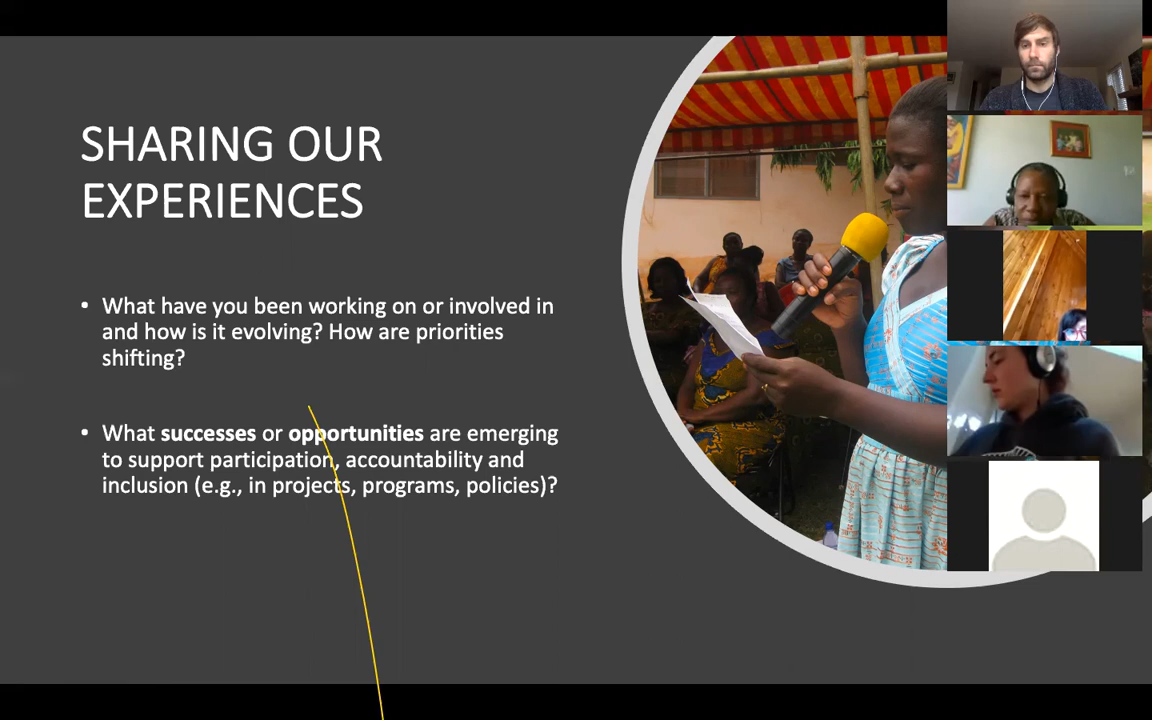 SHARING OUR
EXPERIENCES
• What have you been working on or involved in
and how is it evolving? How are priorities
shifting?
• What successes or opportunities are emerging
to support participation, accountability and
inclusion (e.g., in projects, programs, policies)?